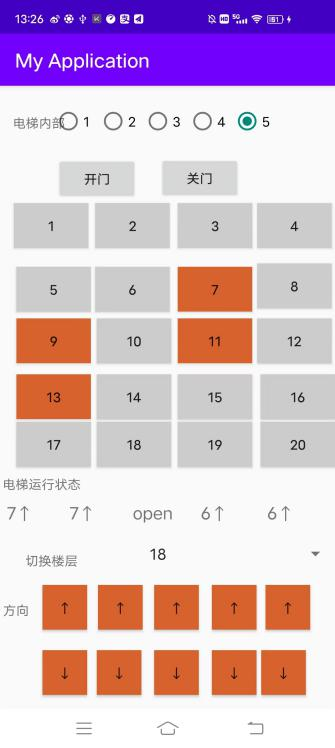 13:26 5G 61
My Application
电梯内部 1 2 3 4 5
开门 关门
1 2 3 4
5 6 7 8
9 10 11 12
13 14 15 16
17 18 19 20
电梯运行状态
7↑ 7↑ open 6↑ 6↑
切换楼层 18
方向 ↑ ↑ ↑ ↑ ↑
↓ ↓ ↓ ↓ ↓